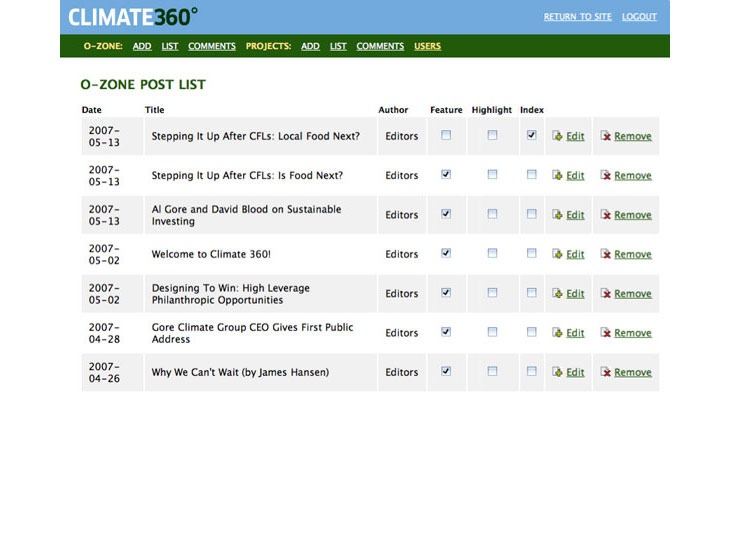 CLIMATE360°
RETURN TO SITE LOGOUT
O-ZONE: ADD LIST COMMENTS PROJECTS: ADD LIST COMMENTS USERS
O-ZONE POST LIST
Date Title Author Feature Highlight Index
2007-
05-13
Stepping It Up After CFLs: Local Food Next? Editors Edit Remove
2007-
05-13
Stepping It Up After CFLs: Is Food Next? Editors Edit Remove
2007-
05-13
Al Gore and David Blood on Sustainable
Investing
Editors Edit Remove
2007-
05-02
Welcome to Climate 360! Editors Edit Remove
2007-
05-02
Designing To Win: High Leverage
Philanthropic Opportunities
Editors Edit Remove
2007-
04-28
Gore Climate Group CEO Gives First Public
Address
Editors Edit Remove
2007-
04-26
Why We Can't Wait (by James Hansen) Editors Edit Remove